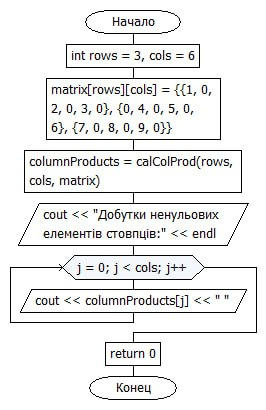 Начало
int rows = 3, cols = 6
matrix[rows][cols] = {{1, 0,
2, 0, 3, 0}, {0, 4, 0, 5, 0,
6}, {7, 0, 8, 0, 9, 0}}
columnProducts = calColProd(rows,
cols, matrix)
cout << "Добутки ненульових
елементів стовпців:" << endl
j = 0; j < cols; j++
cout << columnProducts[j] << " "
return 0
Конец